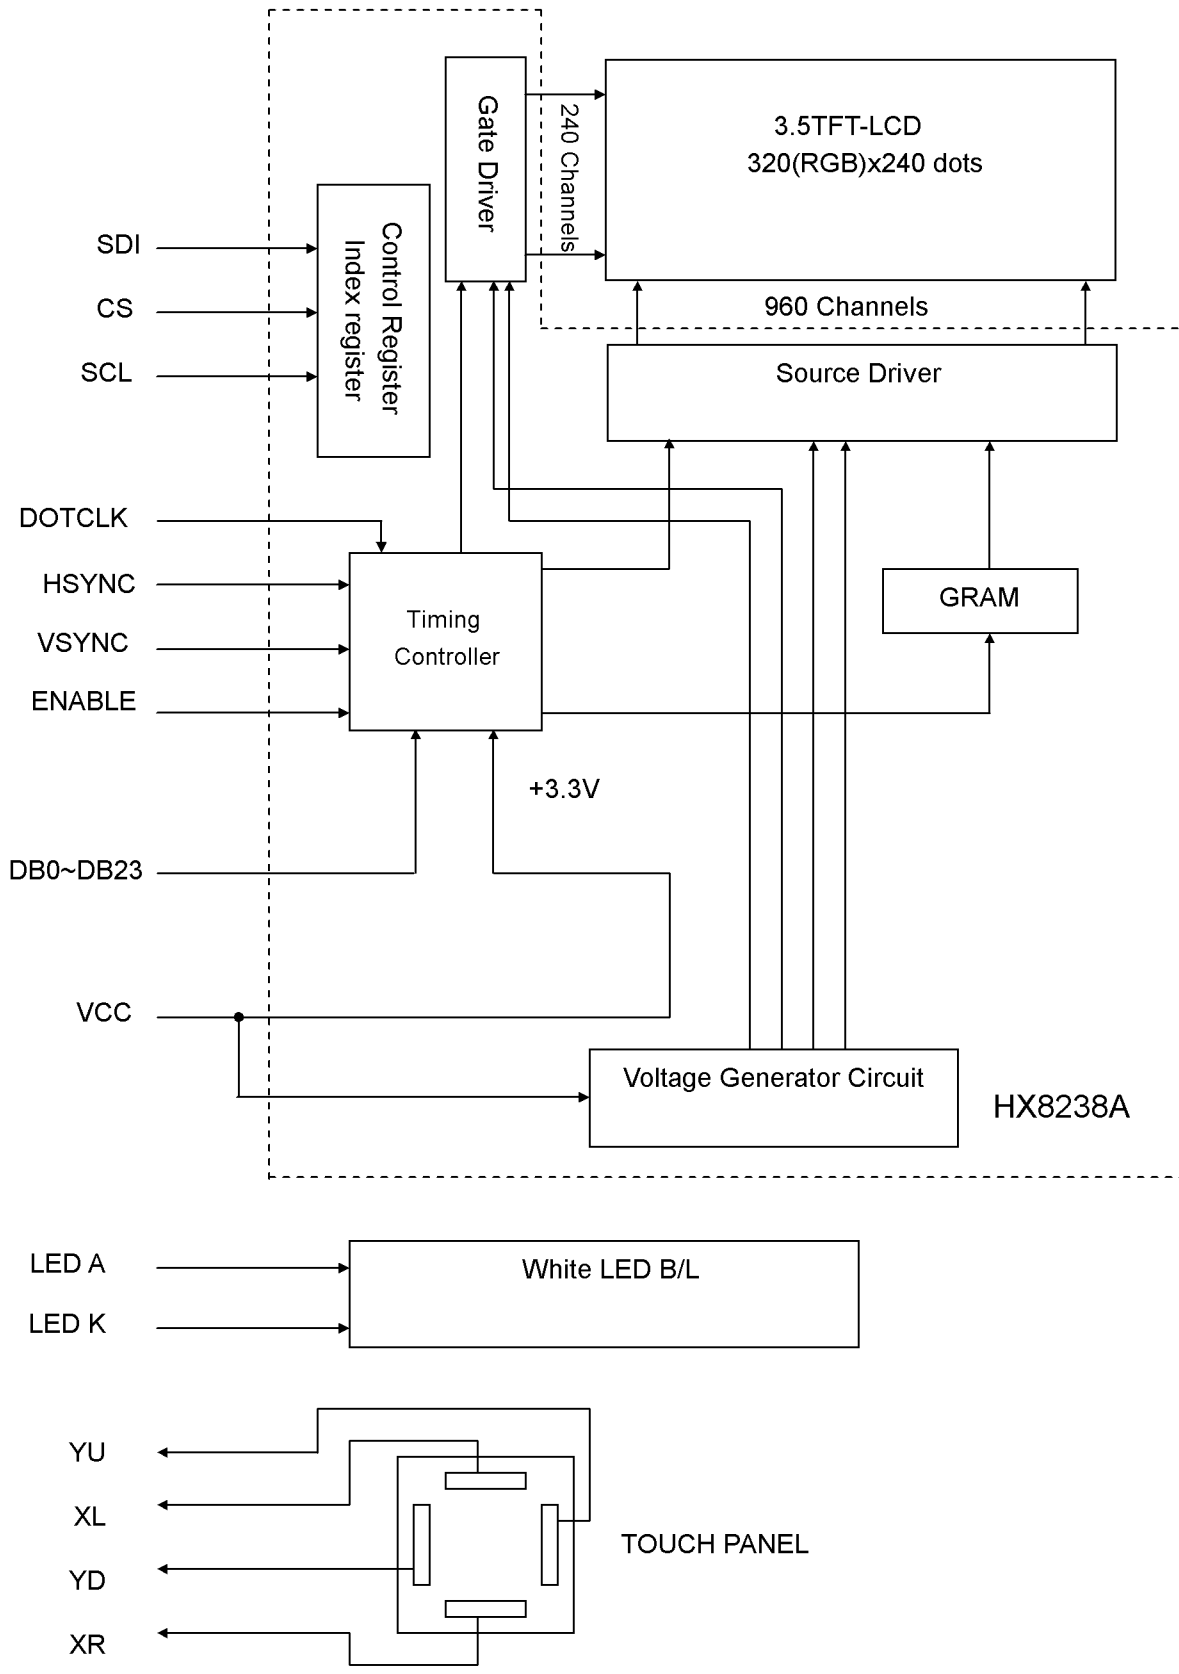 Gate Driver
240 Channels
3.5TFT-LCD
320(RGB)x240 dots
SDI
CS
SCL
Control Register
Index register
960 Channels
Source Driver
DOTCLK
HSYNC
VSYNC
ENABLE
Timing
Controller
GRAM
+3.3V
DB0~DB23
VCC
Voltage Generator Circuit
HX8238A
LED A
LED K
White LED B/L
YU
XL
YD
XR
TOUCH PANEL